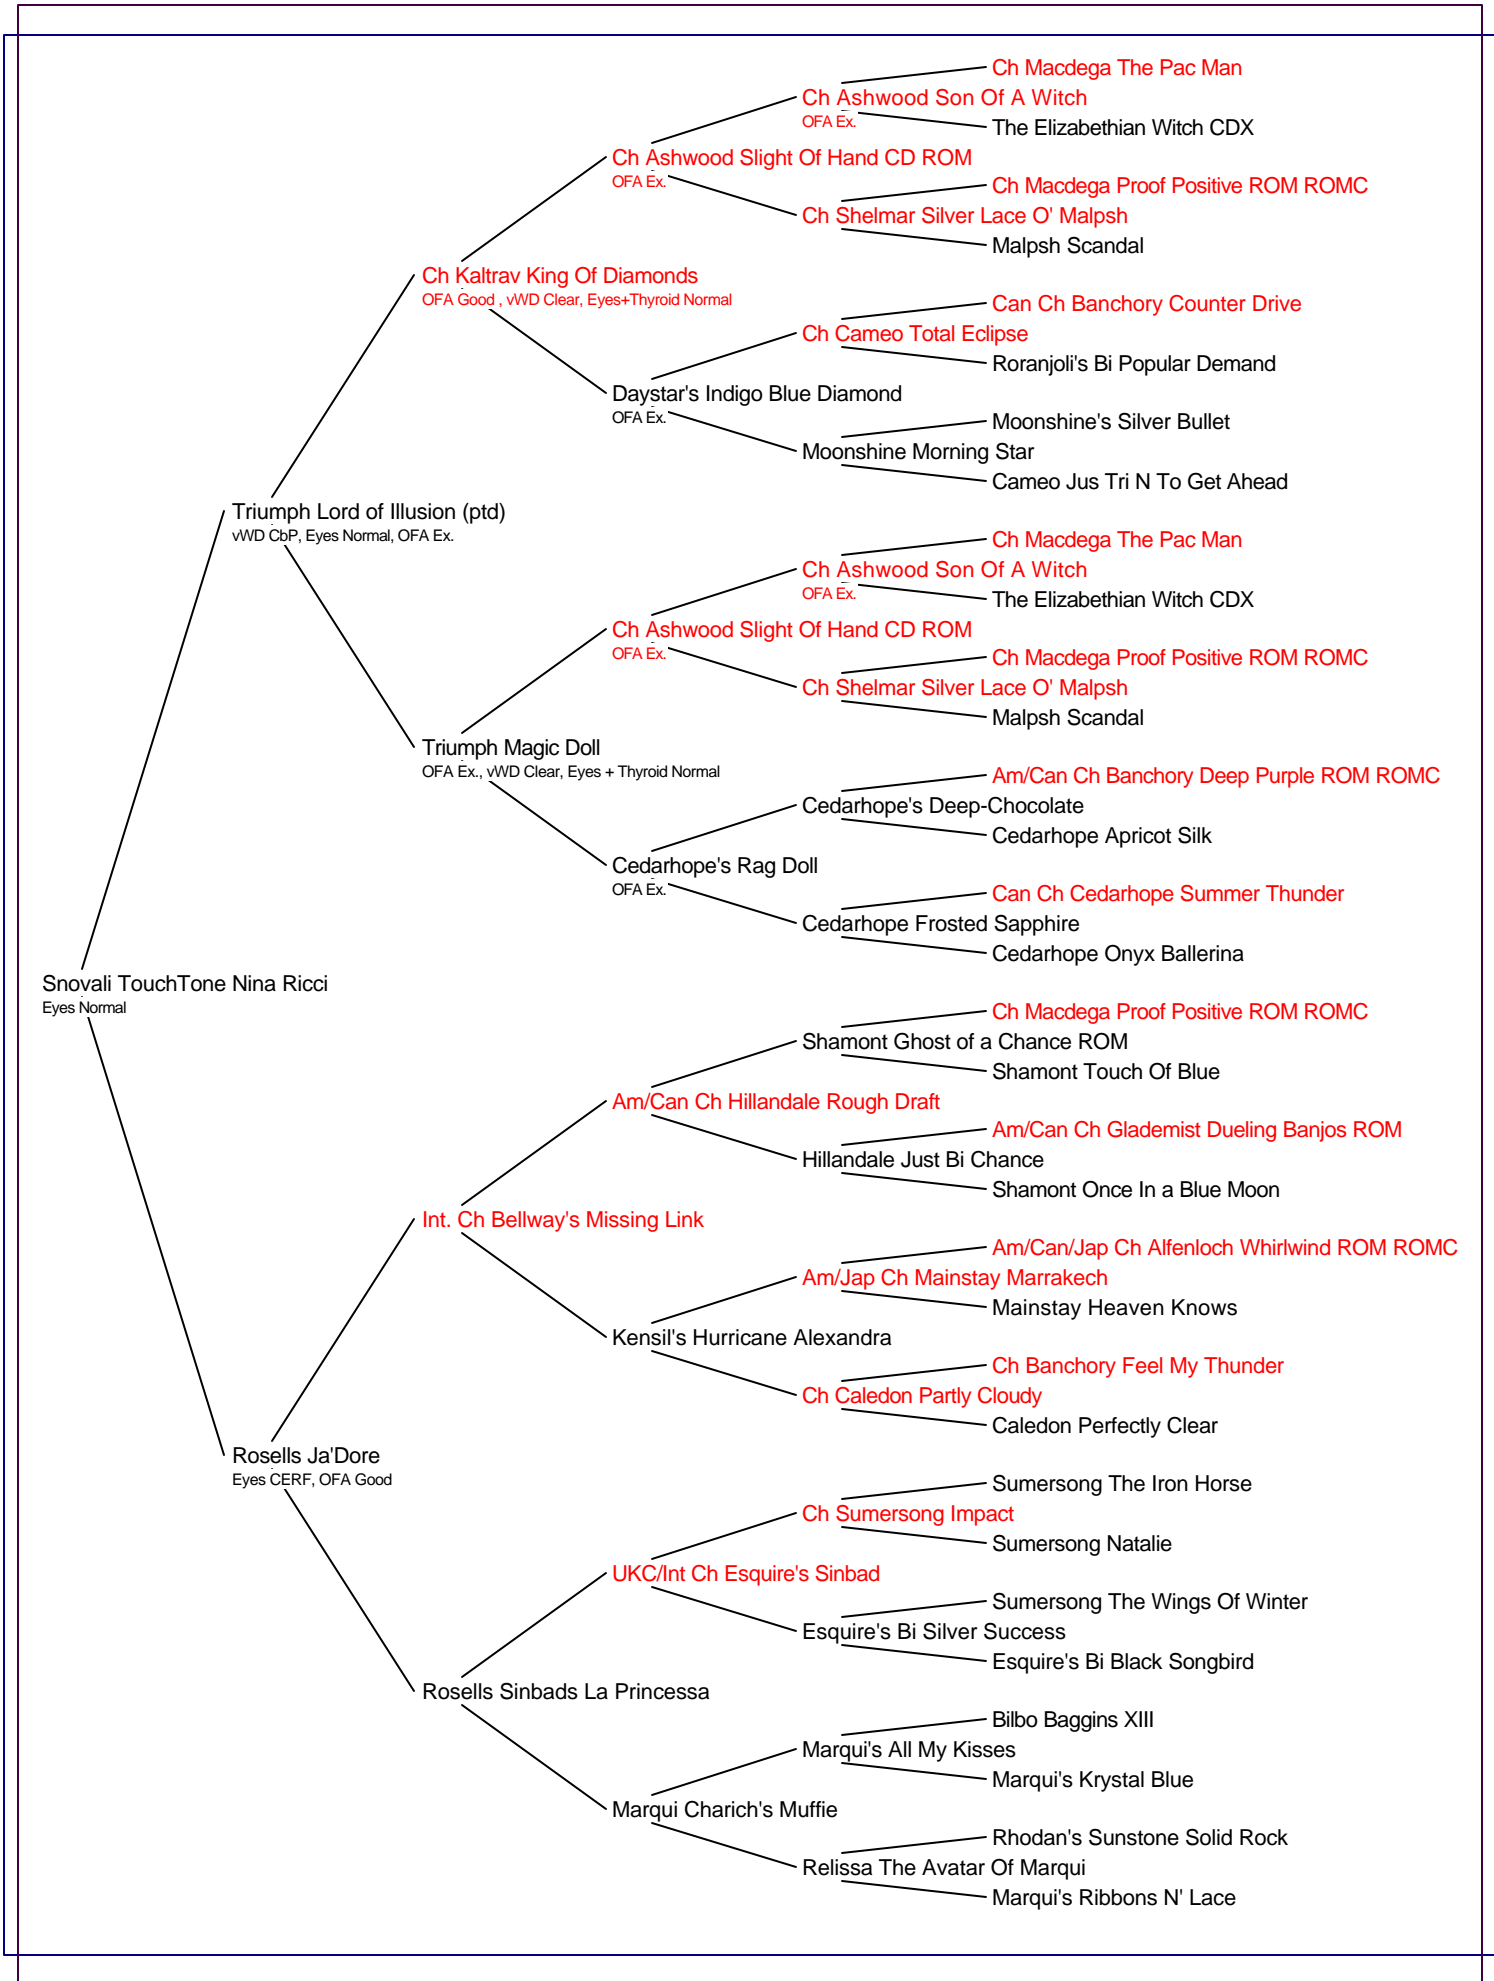 Ch Macdega The Pac Man
Ch Ashwood Son Of A Witch
OFA Ex.
The Elizabethian Witch CDX
Ch Ashwood Slight Of Hand CD ROM
OFA Ex.
Ch Macdega Proof Positive ROM ROMC
Ch Shelmar Silver Lace O' Malpsh
Malpsh Scandal
Ch Kaltrav King Of Diamonds
OFA Good , vWD Clear, Eyes+Thyroid Normal
Can Ch Banchory Counter Drive
Ch Cameo Total Eclipse
Roranjoli's Bi Popular Demand
Daystar's Indigo Blue Diamond
OFA Ex.
Moonshine's Silver Bullet
Moonshine Morning Star
Cameo Jus Tri N To Get Ahead
Triumph Lord of Illusion (ptd)
vWD CbP, Eyes Normal, OFA Ex.
Ch Macdega The Pac Man
Ch Ashwood Son Of A Witch
OFA Ex.
The Elizabethian Witch CDX
Ch Ashwood Slight Of Hand CD ROM
OFA Ex.
Ch Macdega Proof Positive ROM ROMC
Ch Shelmar Silver Lace O' Malpsh
Malpsh Scandal
Triumph Magic Doll
OFA Ex., vWD Clear, Eyes + Thyroid Normal
Am/Can Ch Banchory Deep Purple ROM ROMC
Cedarhope's Deep-Chocolate
Cedarhope Apricot Silk
Cedarhope's Rag Doll
OFA Ex.
Can Ch Cedarhope Summer Thunder
Cedarhope Frosted Sapphire
Cedarhope Onyx Ballerina
Snovali TouchTone Nina Ricci
Eyes Normal
Ch Macdega Proof Positive ROM ROMC
Shamont Ghost of a Chance ROM
Shamont Touch Of Blue
Am/Can Ch Hillandale Rough Draft
Am/Can Ch Glademist Dueling Banjos ROM
Hillandale Just Bi Chance
Shamont Once In a Blue Moon
Int. Ch Bellway's Missing Link
Am/Can/Jap Ch Alfenloch Whirlwind ROM ROMC
Am/Jap Ch Mainstay Marrakech
Mainstay Heaven Knows
Kensil's Hurricane Alexandra
Ch Banchory Feel My Thunder
Ch Caledon Partly Cloudy
Caledon Perfectly Clear
Rosells Ja'Dore
Eyes CERF, OFA Good
Sumersong The Iron Horse
Ch Sumersong Impact
Sumersong Natalie
UKC/Int Ch Esquire's Sinbad
Sumersong The Wings Of Winter
Esquire's Bi Silver Success
Esquire's Bi Black Songbird
Rosells Sinbads La Princessa
Bilbo Baggins XIII
Marqui's All My Kisses
Marqui's Krystal Blue
Marqui Charich's Muffie
Rhodan's Sunstone Solid Rock
Relissa The Avatar Of Marqui
Marqui's Ribbons N' Lace